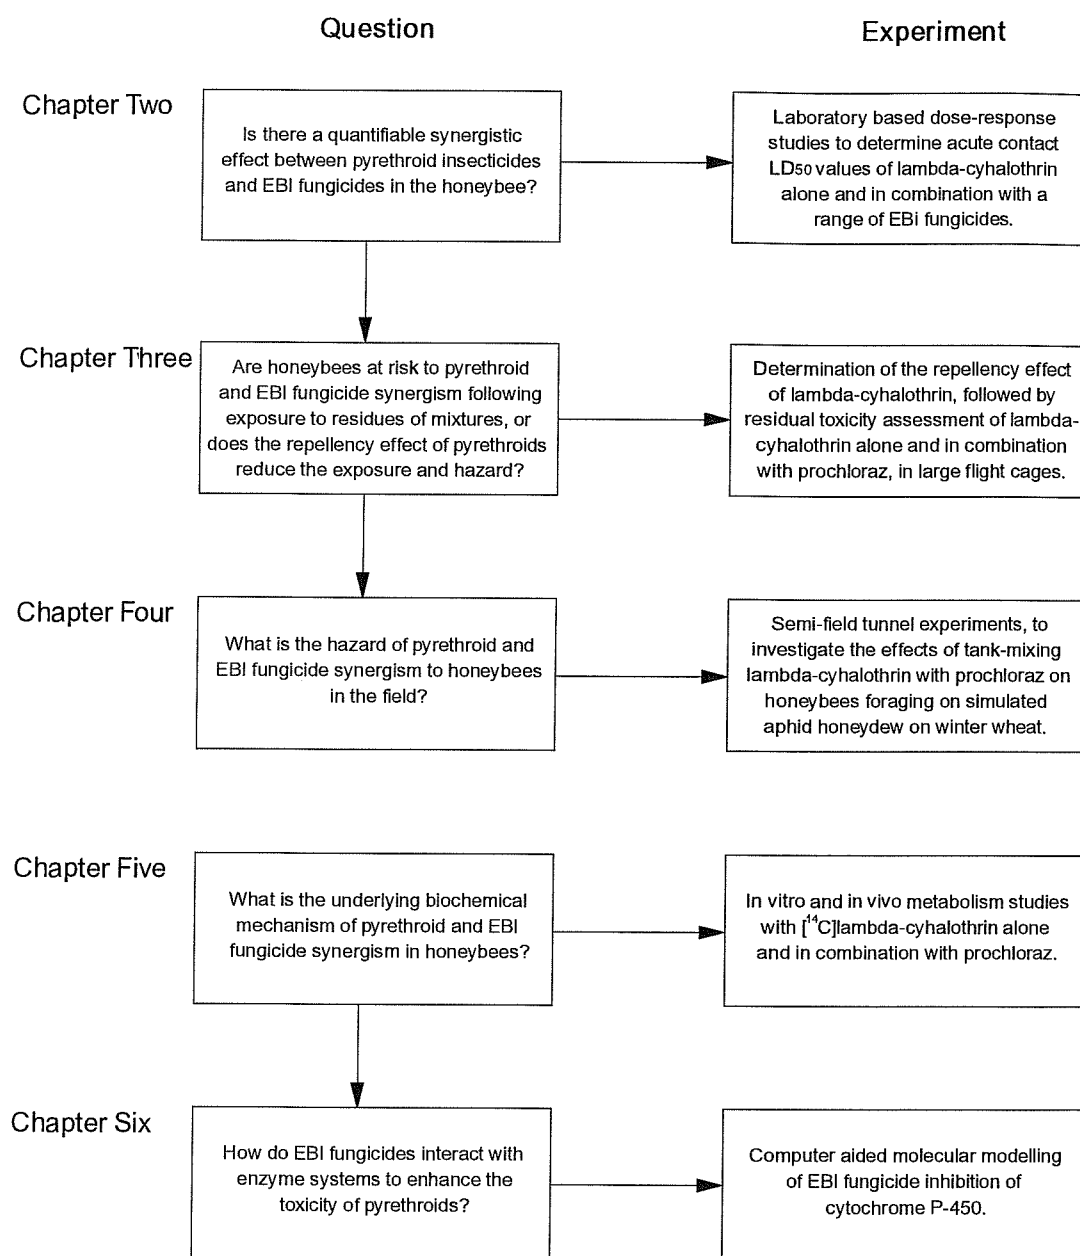 Question
Experiment
Chapter Two
Is there a quantifiable synergistic
effect between pyrethroid insecticides
and EBI fungicides in the honeybee?
Laboratory based dose-response
studies to determine acute contact
LD50 values of lambda-cyhalothrin
alone and in combination with a
range of EBi fungicides.
Chapter Three
Are honeybees at risk to pyrethroid
and EBI fungicide synergism following
exposure to residues of mixtures, or
does the repellency effect of pyrethroids
reduce the exposure and hazard?
Determination of the repellency effect
of lambda-cyhalothrin, followed by
residual toxicity assessment of lambda-
cyhalothrin alone and in combination
with prochloraz, in large flight cages.
Chapter Four
What is the hazard of pyrethroid and
EBI fungicide synergism to honeybees
in the field?
Semi-field tunnel experiments, to
investigate the effects of tank-mixing
lambda-cyhalothrin with prochloraz on
honeybees foraging on simulated
aphid honeydew on winter wheat.
Chapter Five
What is the underlying biochemical
mechanism of pyrethroid and EBI
fungicide synergism in honeybees?
In vitro and in vivo metabolism studies
with [14C]lambda-cyhalothrin alone
and in combination with prochloraz.
Chapter Six
How do EBI fungicides interact with
enzyme systems to enhance the
toxicity of pyrethroids?
Computer aided molecular modelling
of EBI fungicide inhibition of
cytochrome P-450.